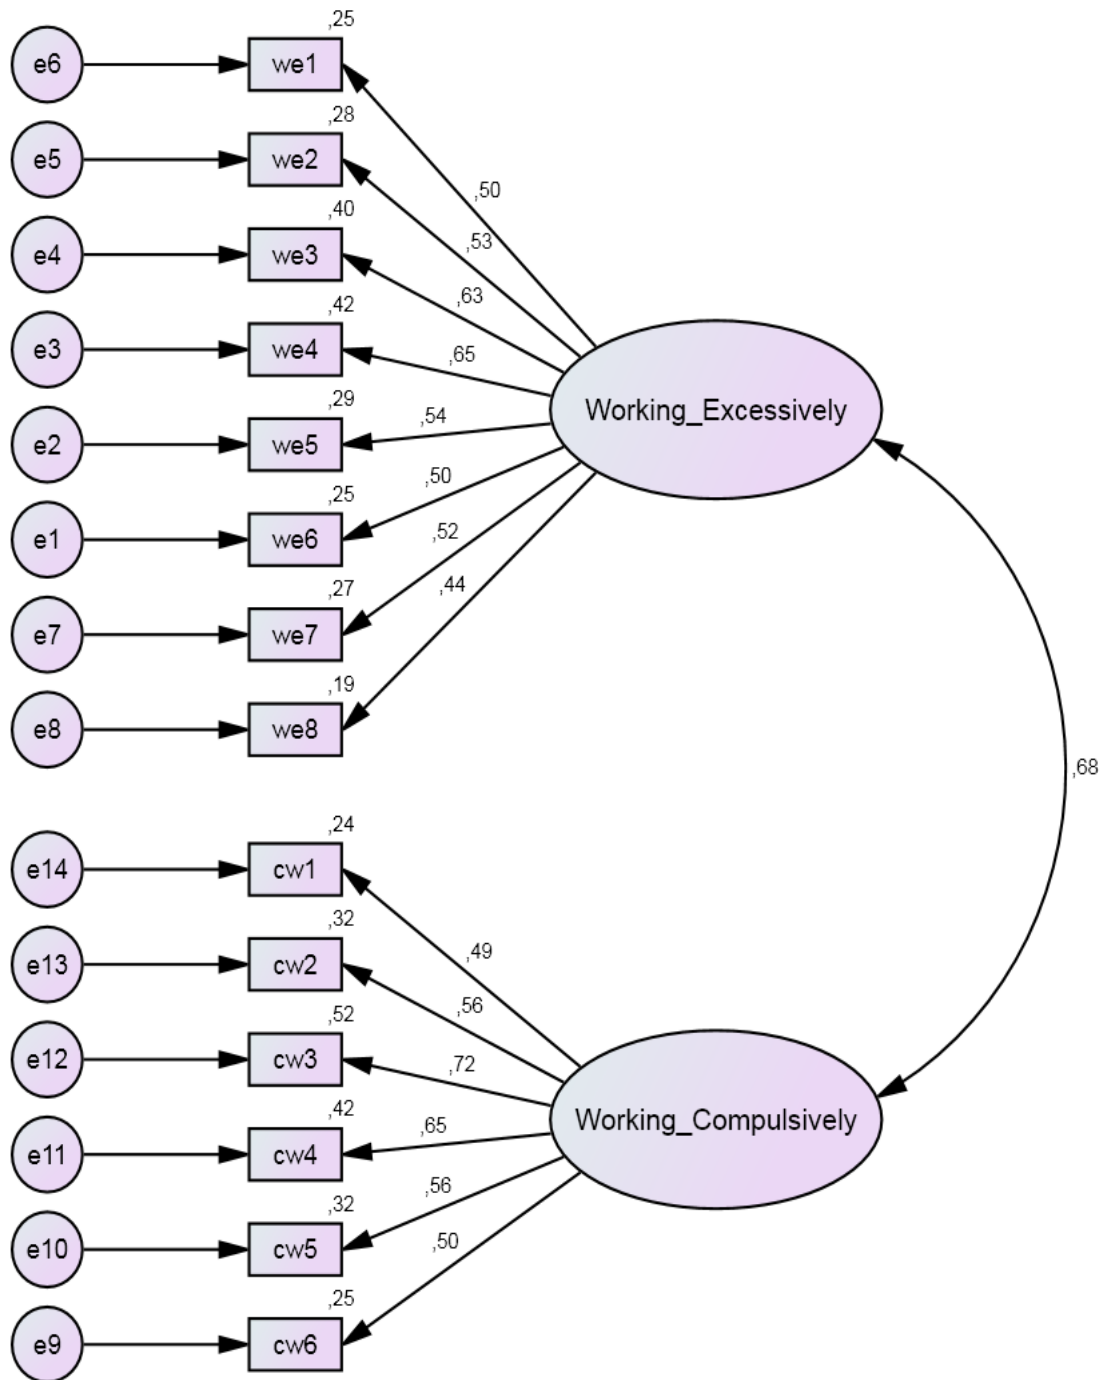 ,25
e6 we1
,50
,28
e5 we2
,53
,40
e4 we3
,63
,42
e3 we4
,65
Working_Excessively
,29
e2 we5
,54
,25
e1 we6
,50
,27
e7 we7
,52
,19
e8 we8
,44
,68
,24
e14 cw1
,49
,32
e13 cw2
,56
,52
e12 cw3
,72
,42
e11 cw4
,65
Working_Compulsively
,32
e10 cw5
,56
,25
e9 cw6
,50